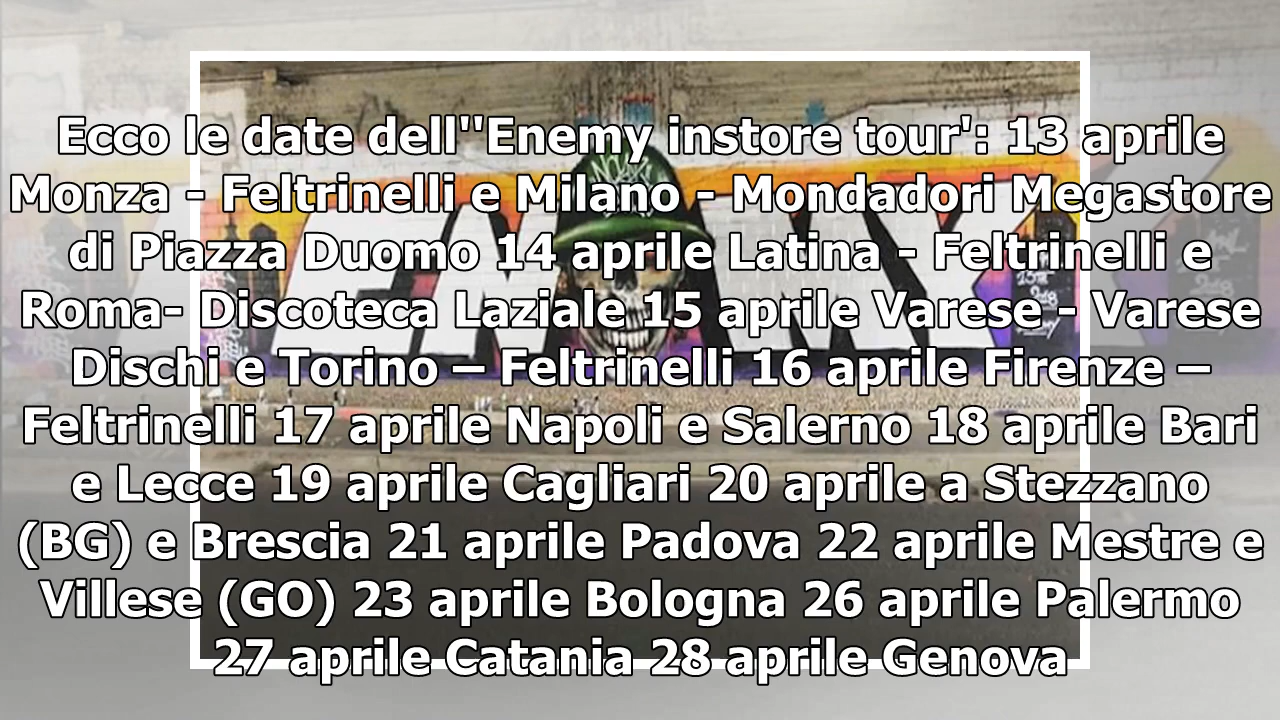 Ecco le date dell''Enemy instore tour': 13 aprile
Monza - Feltrinelli e Milano - Mondadori Megastore
di Piazza Duomo 14 aprile Latina - Feltrinelli e
Roma- Discoteca Laziale 15 aprile Varese - Varese
Dischi e Torino – Feltrinelli 16 aprile Firenze –
Feltrinelli 17 aprile Napoli e Salerno 18 aprile Bari
e Lecce 19 aprile Cagliari 20 aprile a Stezzano
(BG) e Brescia 21 aprile Padova 22 aprile Mestre e
Villese (GO) 23 aprile Bologna 26 aprile Palermo
27 aprile Catania 28 aprile Genova
ENEMY